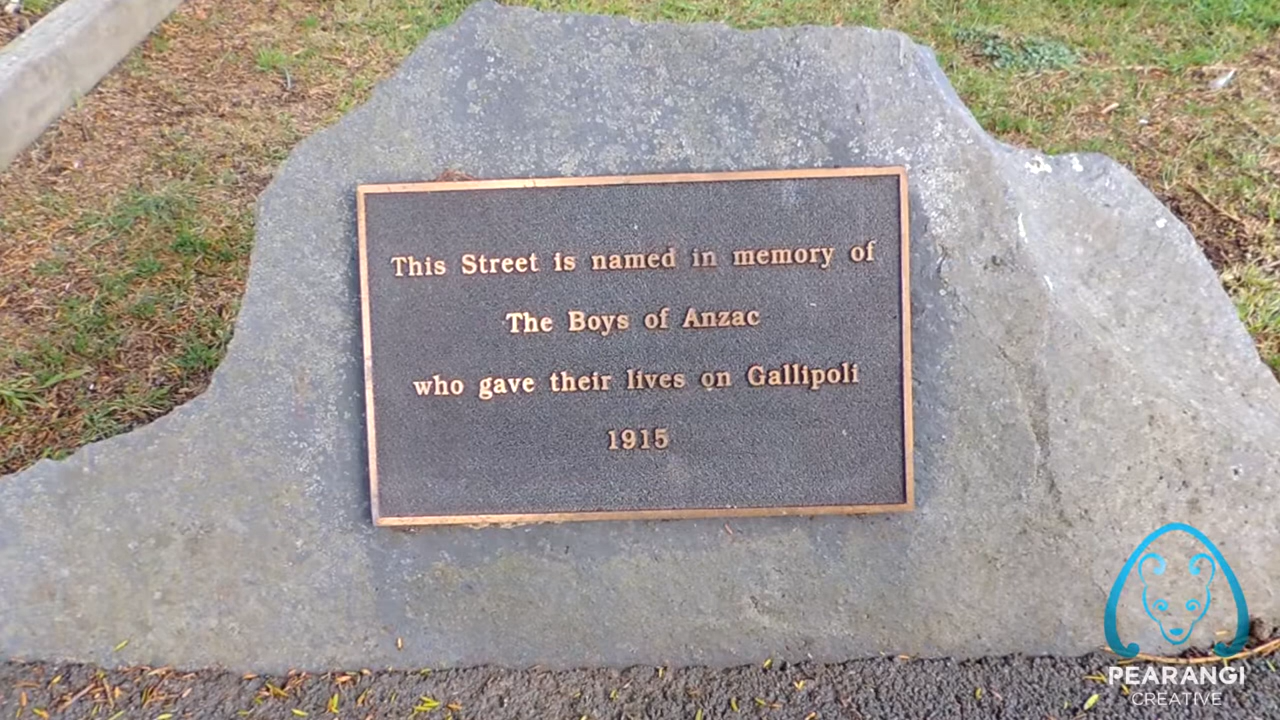 This Street is named in memory of
The Boys of Anzac
who gave their lives on Gallipoli
1915
PEARANGI
CREATIVE